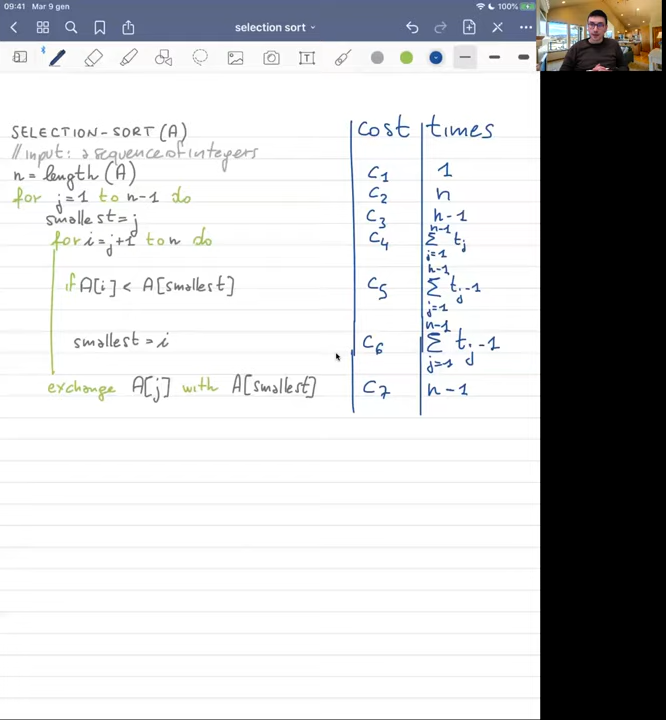 09:41 Mar 9 gen
100%
selection sort
SELECTION-SORT(A) cost times
//input: a sequence of integers
n = length(A) C1 1
for j=1 to n-1 do C2 n
smallest=j C3 n-1
for i=j+1 to n do C4 n-1 Σ j=1 tj
if A[i] < A[smallest] C5 n-1 Σ j=1 tj-1
smallest = i C6 n-1 Σ j=1 tj-1
exchange A[j] with A[smallest] C7 n-1